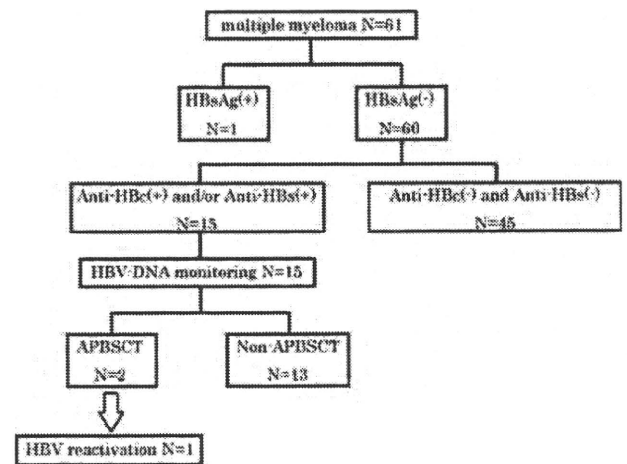 multiple myeloma N=61
HBsAg(+)
N=1
HBsAg(-)
N=60
Anti-HBc(+) and/or Anti-HBs(+)
N=15
Anti-HBc(-) and Anti-HBs(-)
N=45
HBV-DNA monitoring N=15
APBSCT
N=2
Non-APBSCT
N=13
HBV reactivation N=1